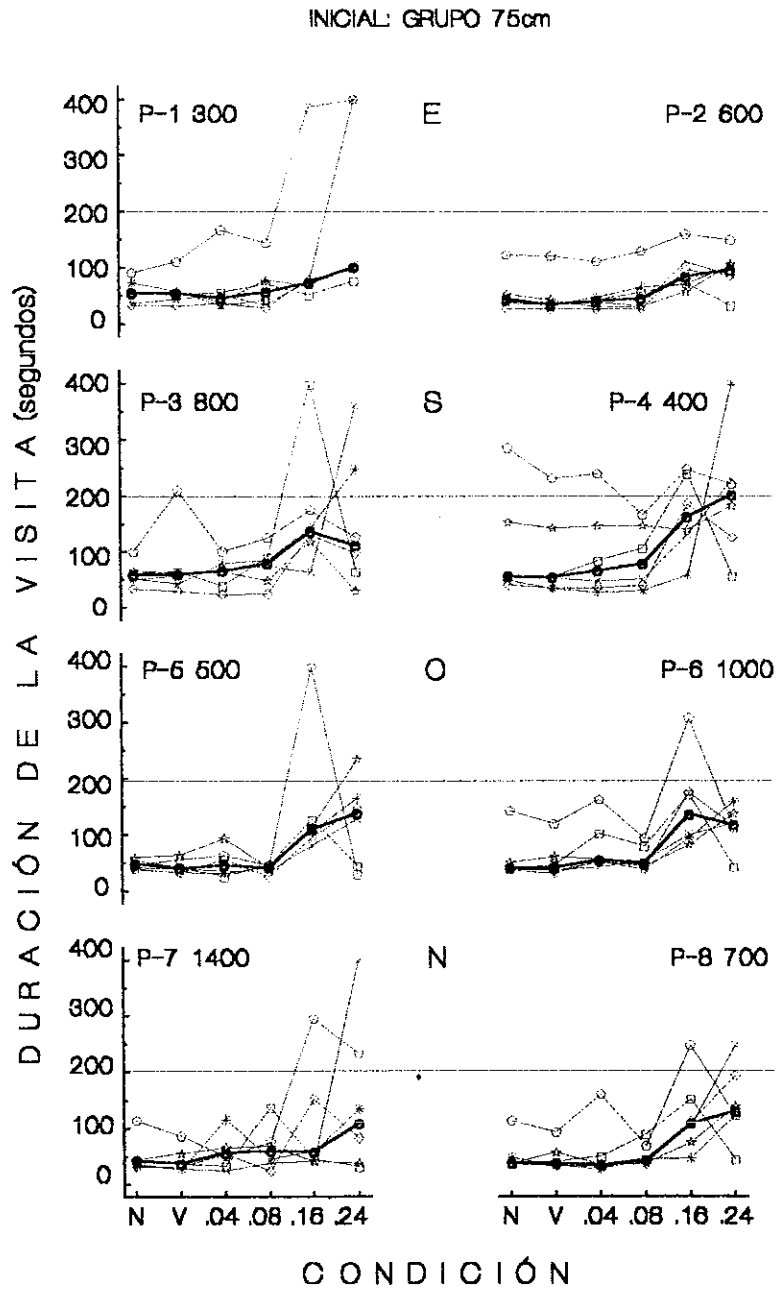 INICIAL: GRUPO 75cm
DURACIÓN DE LA VISITA (segundos)
400
300
200
100
0
P-1 300
E
P-2 600
400
300
200
100
0
P-3 800
S
P-4 400
400
300
200
100
0
P-6 500
O
P-6 1000
400
300
200
100
0
P-7 1400
N
P-8 700
N V .04 .08 .16 .24
N V .04 .08 .16 .24
CONDICIÓN